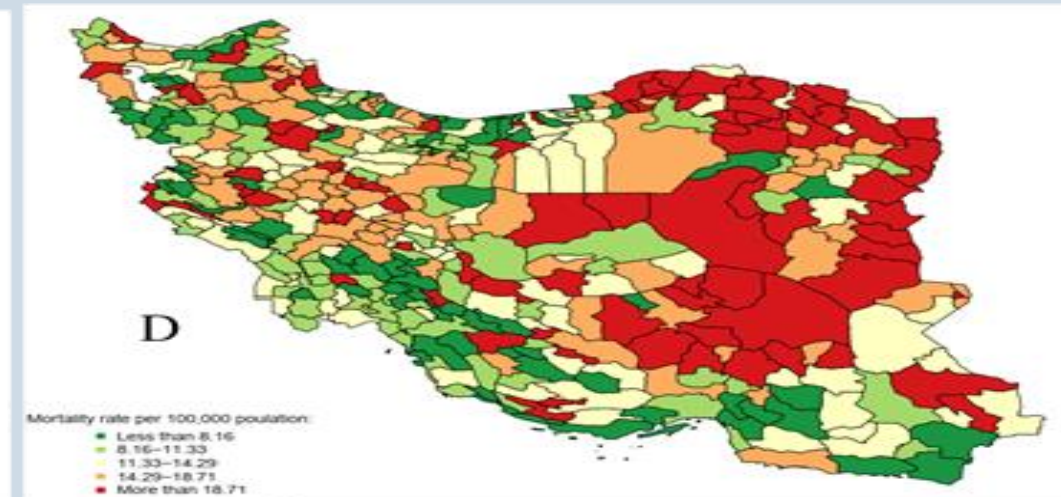 D
Mortality rate per 100,000 poulation:
Less than 8.16
8.16−11.33
11.33−14.29
14.29−18.71
More than 18.71